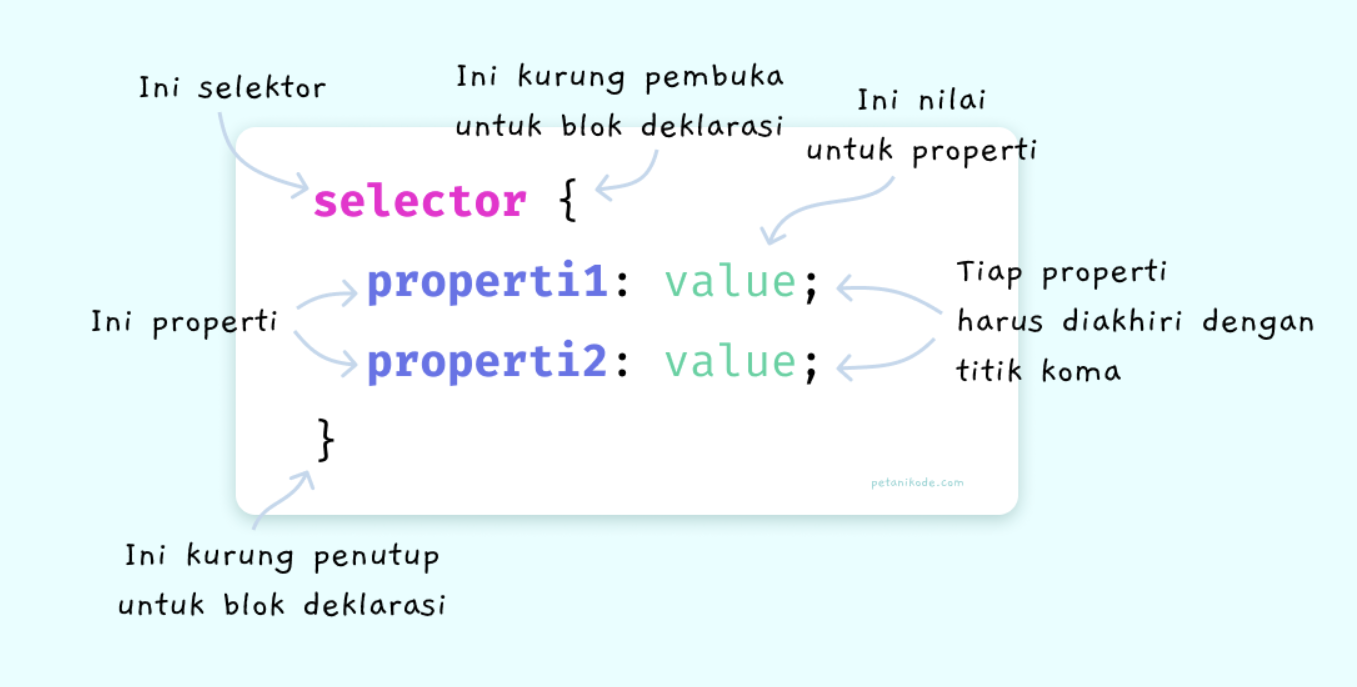 Ini selektor
Ini kurung pembuka
untuk blok deklarasi
Ini nilai
untuk properti
selector {
properti1: value;
properti2: value;
}
Ini properti
Tiap properti
harus diakhiri dengan
titik koma
petanikode.com
Ini kurung penutup
untuk blok deklarasi